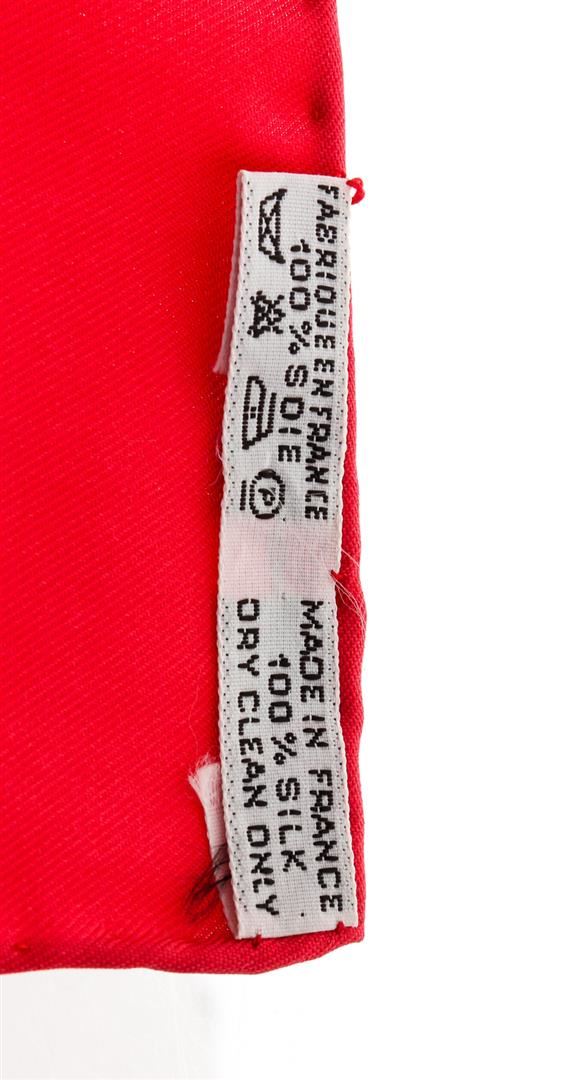 FABRIQUE EN FRANCE
100 % SOIE
P
MADE IN FRANCE
100 % SILK
DRY CLEAN ONLY